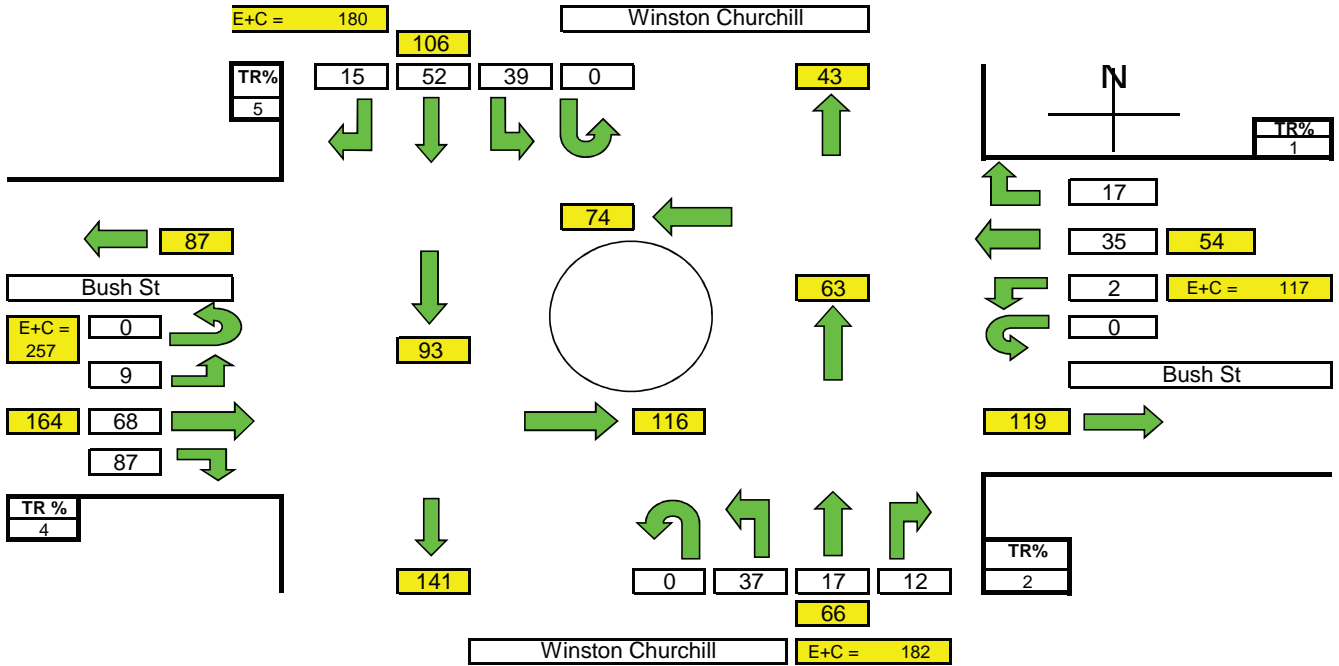 E+C = 180
Winston Churchill
106
TR%
5
15 52 39 0
43
N
TR%
1
17
74
87
35 54
Bush St
63
2 E+C = 117
E+C =
257
0
0
93
9
Bush St
164 68
116
119
87
TR %
4
TR%
2
141
0 37 17 12
66
Winston Churchill
E+C = 182